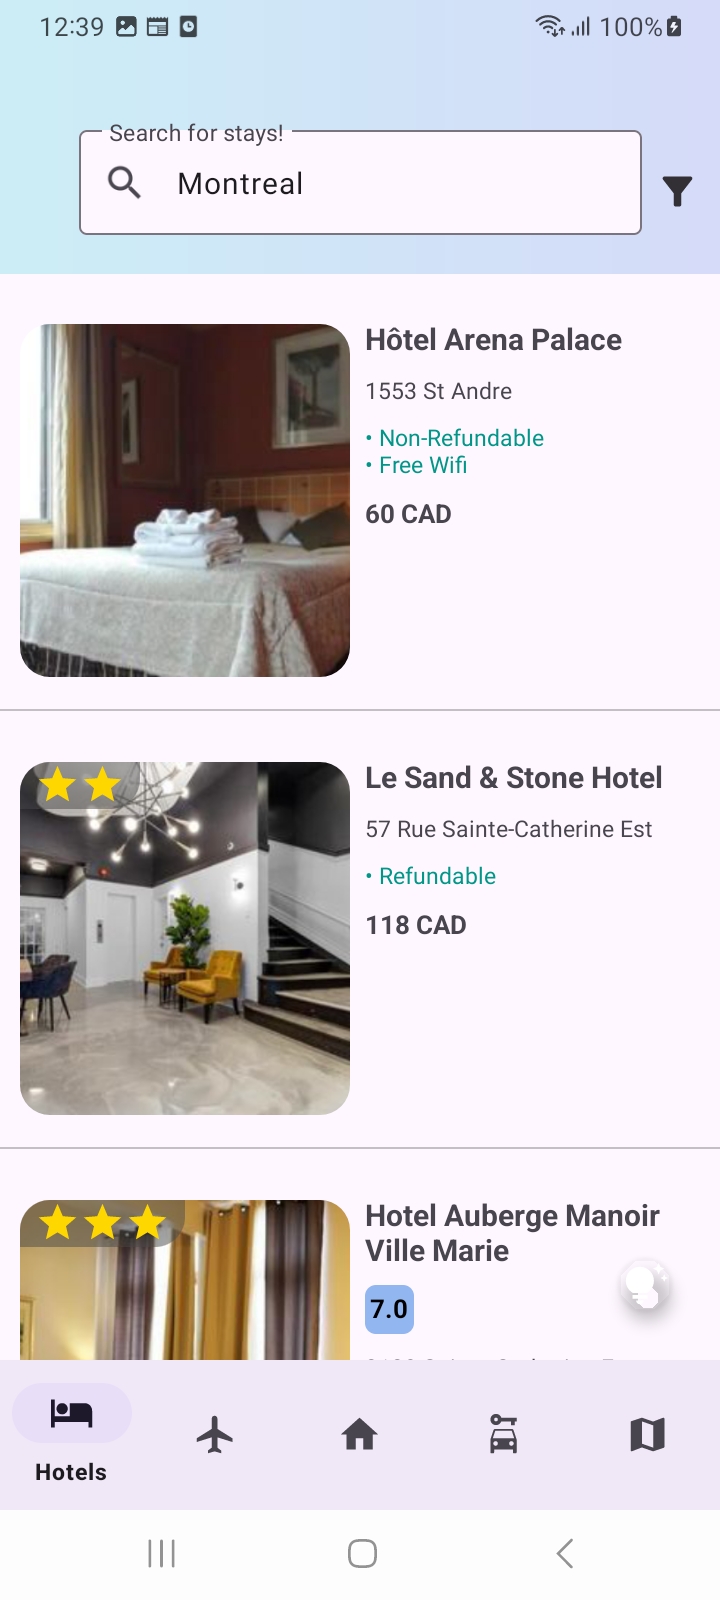 12:39
100%
Search for stays!
Montreal
Hôtel Arena Palace
1553 St Andre
• Non-Refundable
• Free Wifi
60 CAD
Le Sand & Stone Hotel
57 Rue Sainte-Catherine Est
• Refundable
118 CAD
Hotel Auberge Manoir
Ville Marie
7.0
Hotels